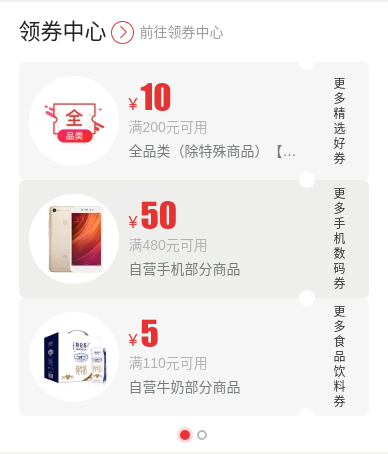 领券中心 前往领券中心
全
品类
¥10
满200元可用
全品类（除特殊商品）【...
更多精选好券
¥50
满480元可用
自营手机部分商品
更多手机数码券
¥5
满110元可用
自营牛奶部分商品
更多食品饮料券